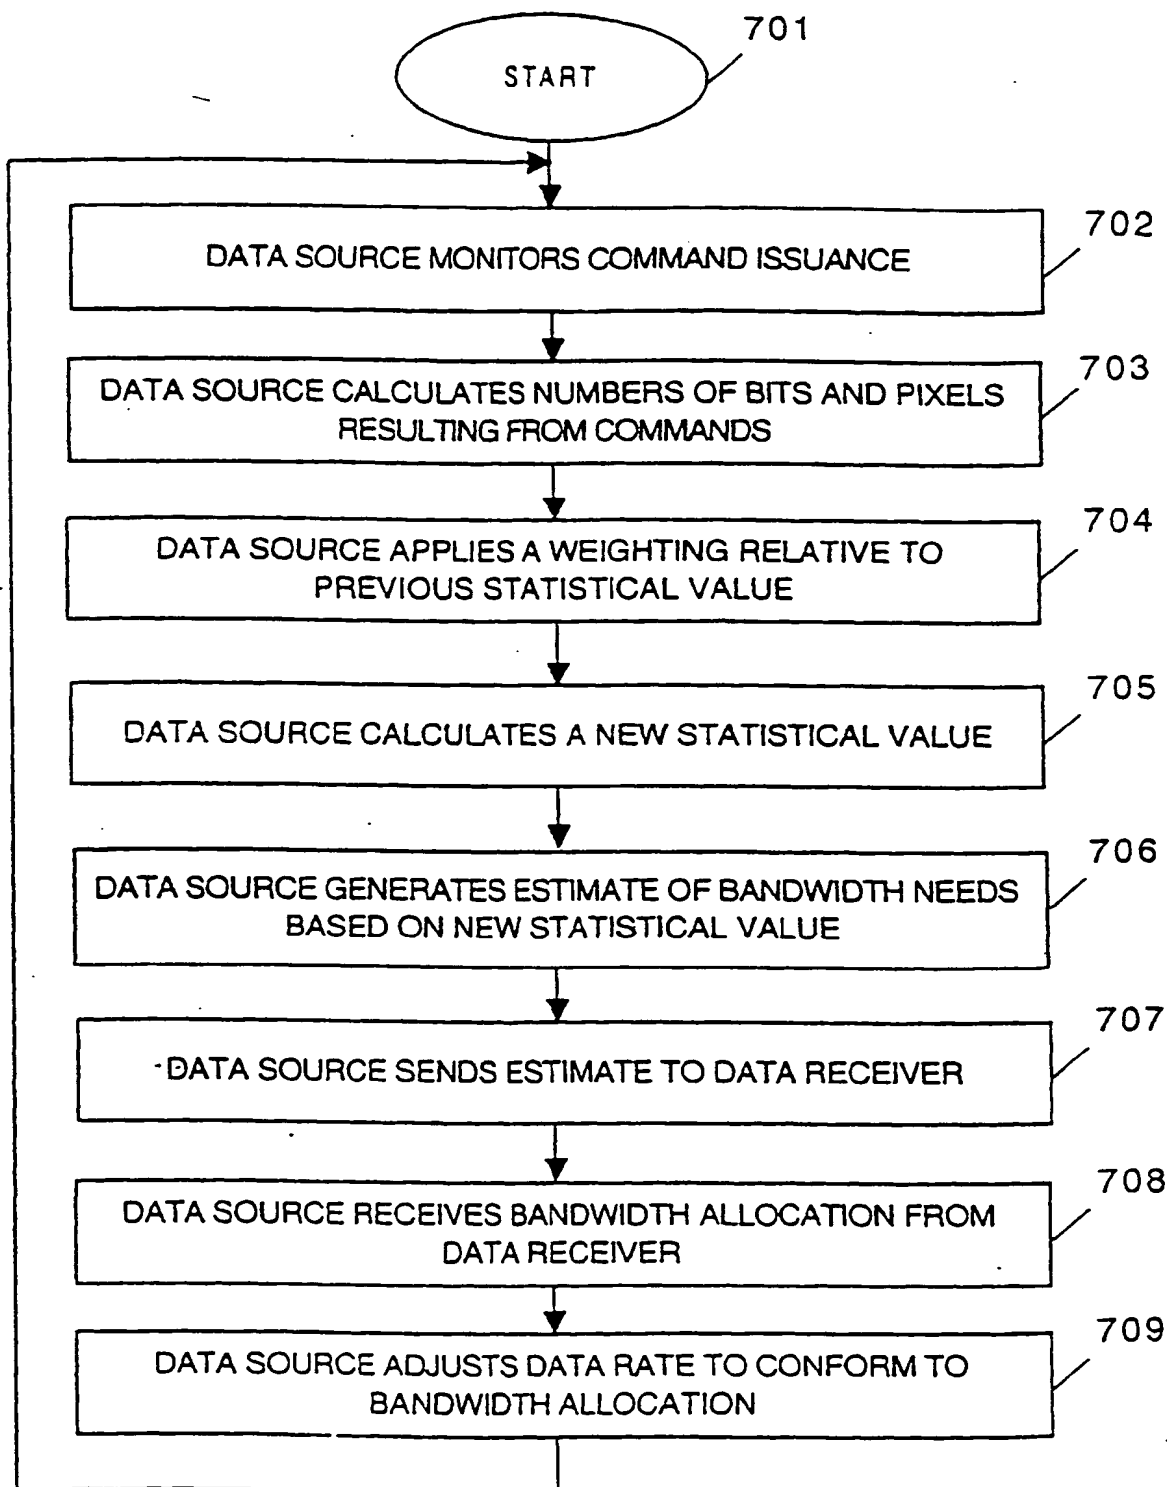 701
START
702
DATA SOURCE MONITORS COMMAND ISSUANCE
703
DATA SOURCE CALCULATES NUMBERS OF BITS AND PIXELS
RESULTING FROM COMMANDS
704
DATA SOURCE APPLIES A WEIGHTING RELATIVE TO
PREVIOUS STATISTICAL VALUE
705
DATA SOURCE CALCULATES A NEW STATISTICAL VALUE
706
DATA SOURCE GENERATES ESTIMATE OF BANDWIDTH NEEDS
BASED ON NEW STATISTICAL VALUE
707
DATA SOURCE SENDS ESTIMATE TO DATA RECEIVER
708
DATA SOURCE RECEIVES BANDWIDTH ALLOCATION FROM
DATA RECEIVER
709
DATA SOURCE ADJUSTS DATA RATE TO CONFORM TO
BANDWIDTH ALLOCATION